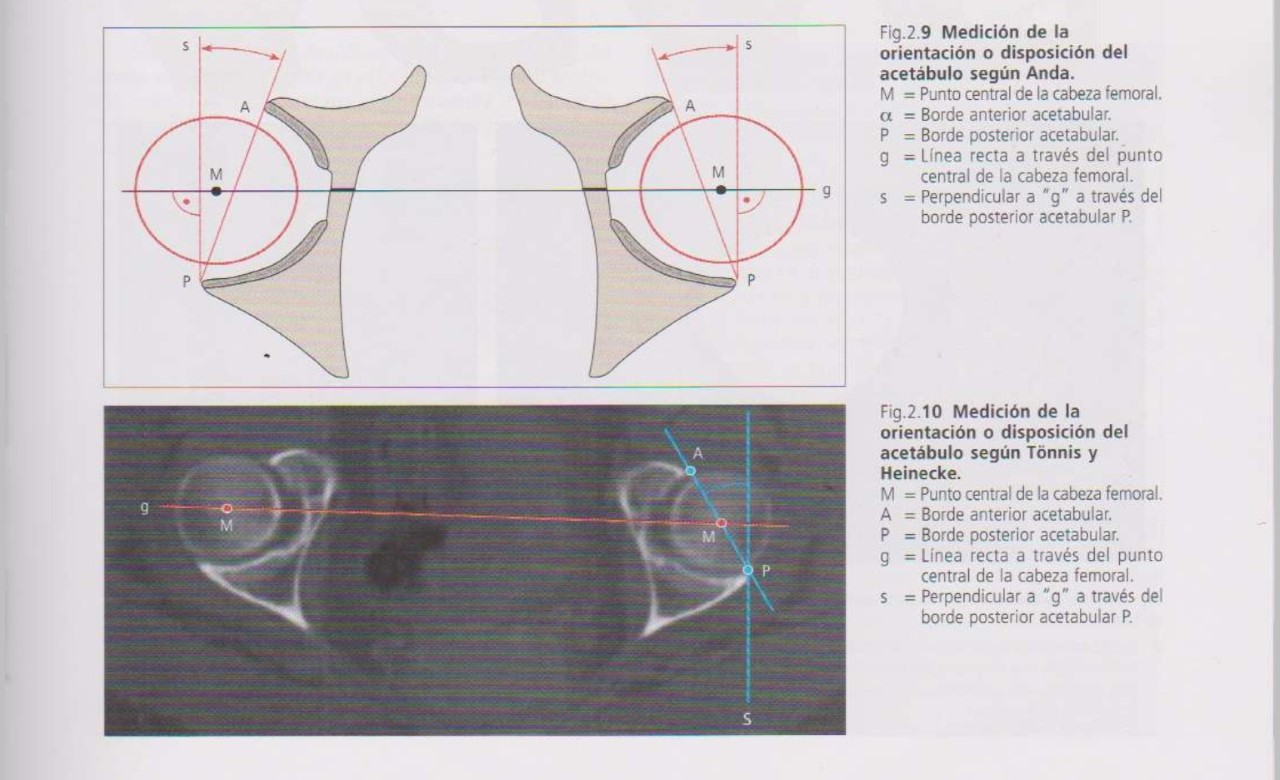 s
s
A
A
M
M
g
P
P
Fig.2.9 Medición de la
orientación o disposición del
acetábulo según Anda.
M = Punto central de la cabeza femoral.
α = Borde anterior acetabular.
P = Borde posterior acetabular.
g = Línea recta a través del punto
central de la cabeza femoral.
s = Perpendicular a "g" a través del
borde posterior acetabular P.
A
g
M
M
P
S
Fig.2.10 Medición de la
orientación o disposición del
acetábulo según Tönnis y
Heinecke.
M = Punto central de la cabeza femoral.
A = Borde anterior acetabular.
P = Borde posterior acetabular.
g = Línea recta a través del punto
central de la cabeza femoral.
s = Perpendicular a "g" a través del
borde posterior acetabular P.